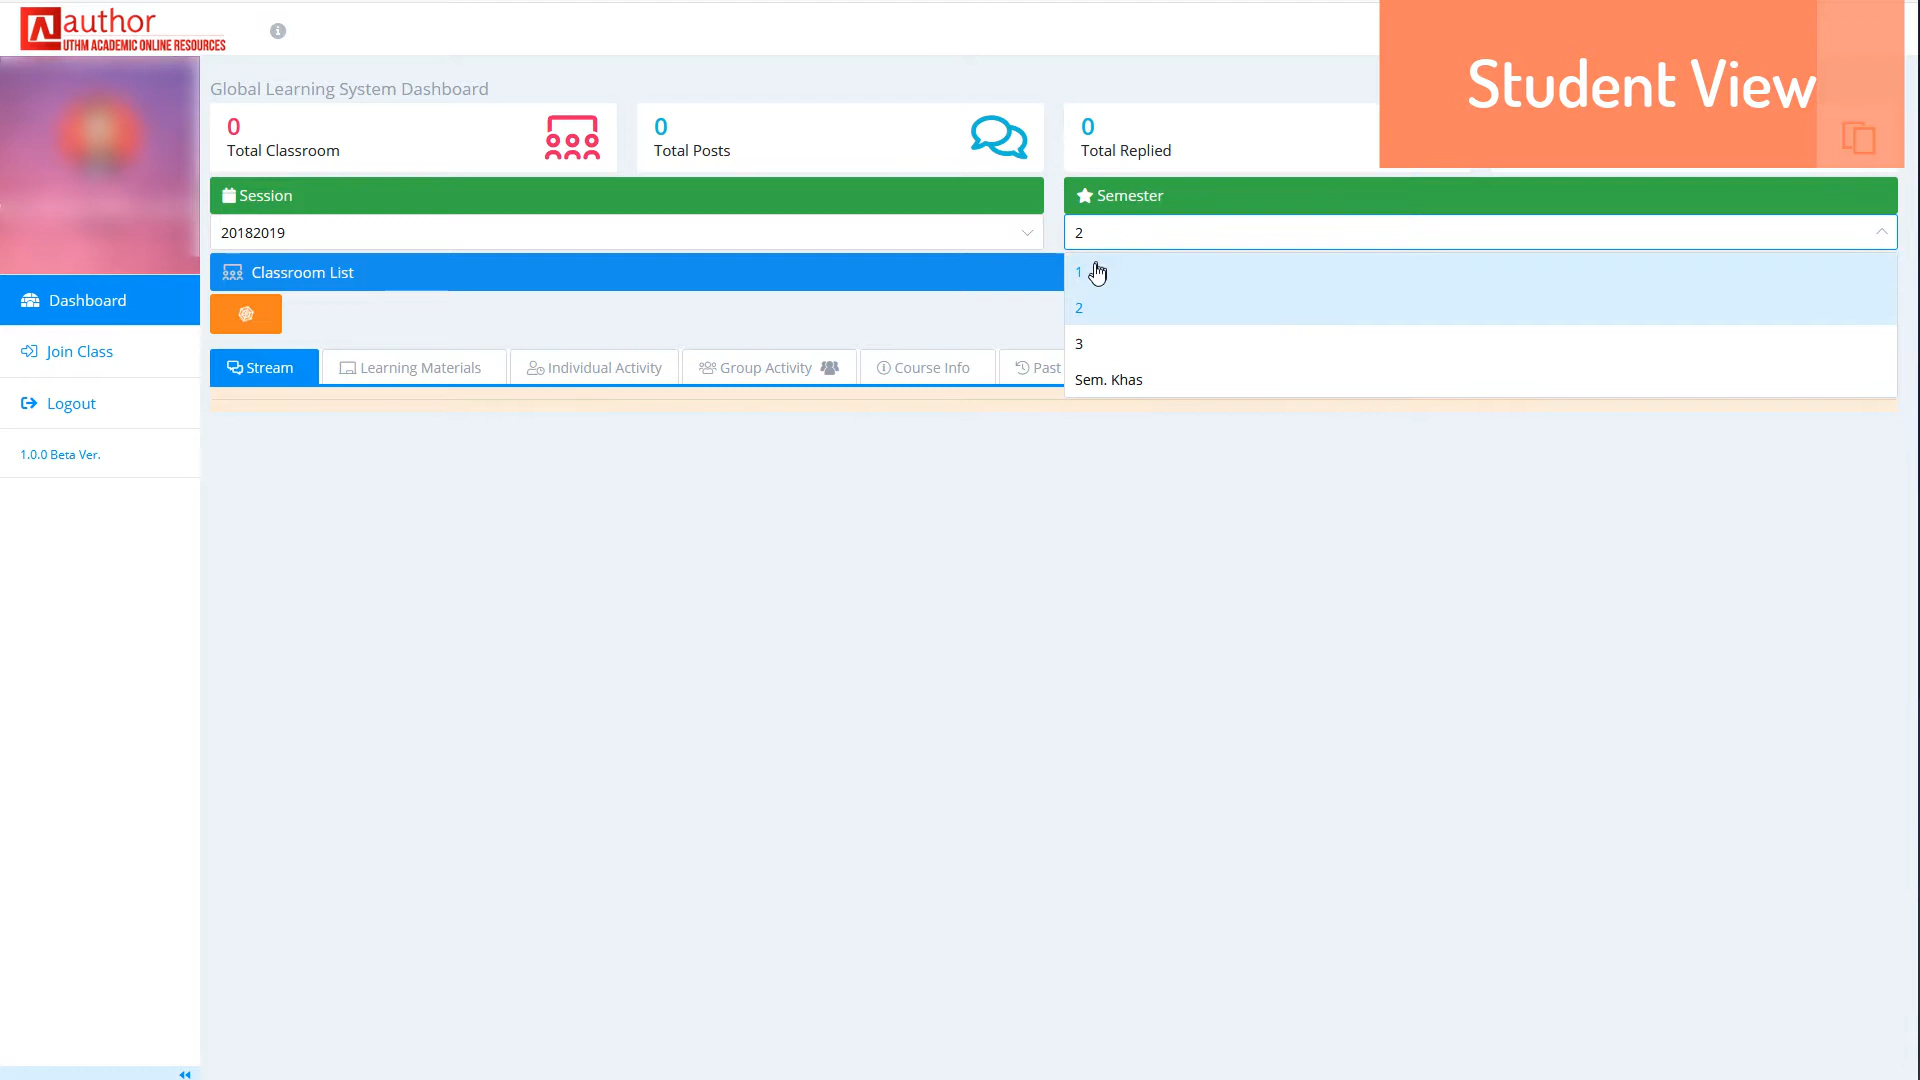 author
UTHM ACADEMIC ONLINE RESOURCES
Student View
Global Learning System Dashboard
0
Total Classroom
0
Total Posts
0
Total Replied
Session
Semester
20182019
2
Classroom List
1
2
3
Sem. Khas
Dashboard
Join Class
Logout
1.0.0 Beta Ver.
Stream
Learning Materials
Individual Activity
Group Activity
Course Info
Past